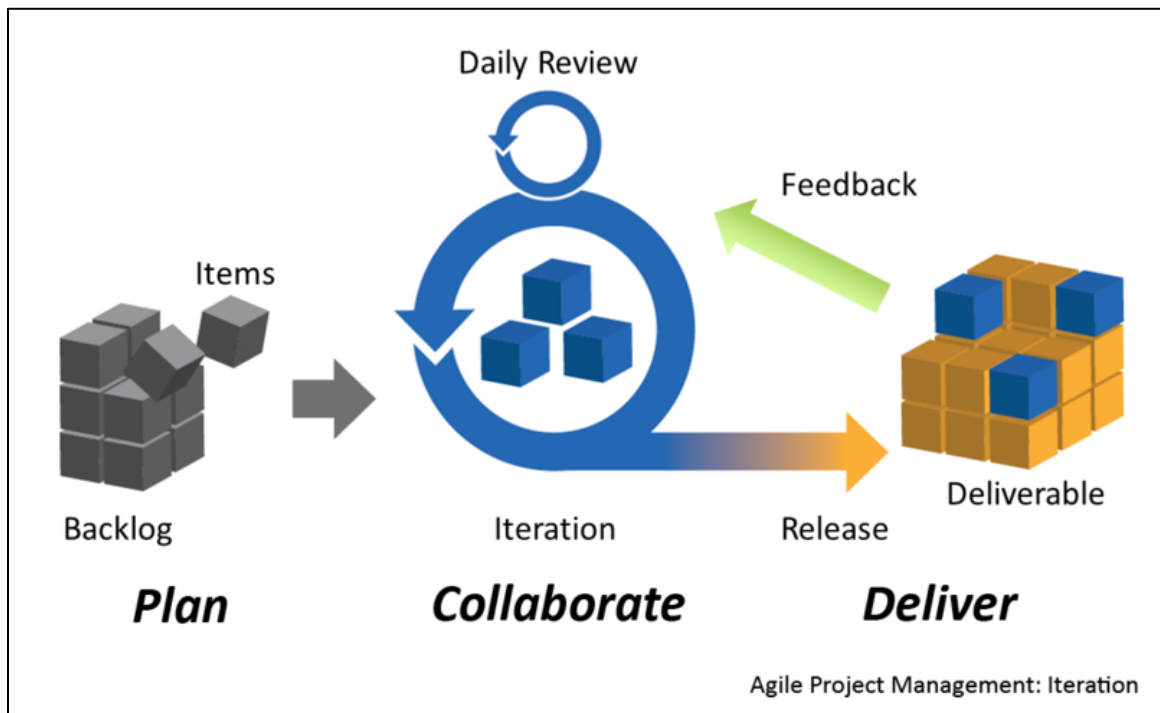 Daily Review
Feedback
Items
Deliverable
Backlog
Iteration
Release
Plan
Collaborate
Deliver
Agile Project Management: Iteration